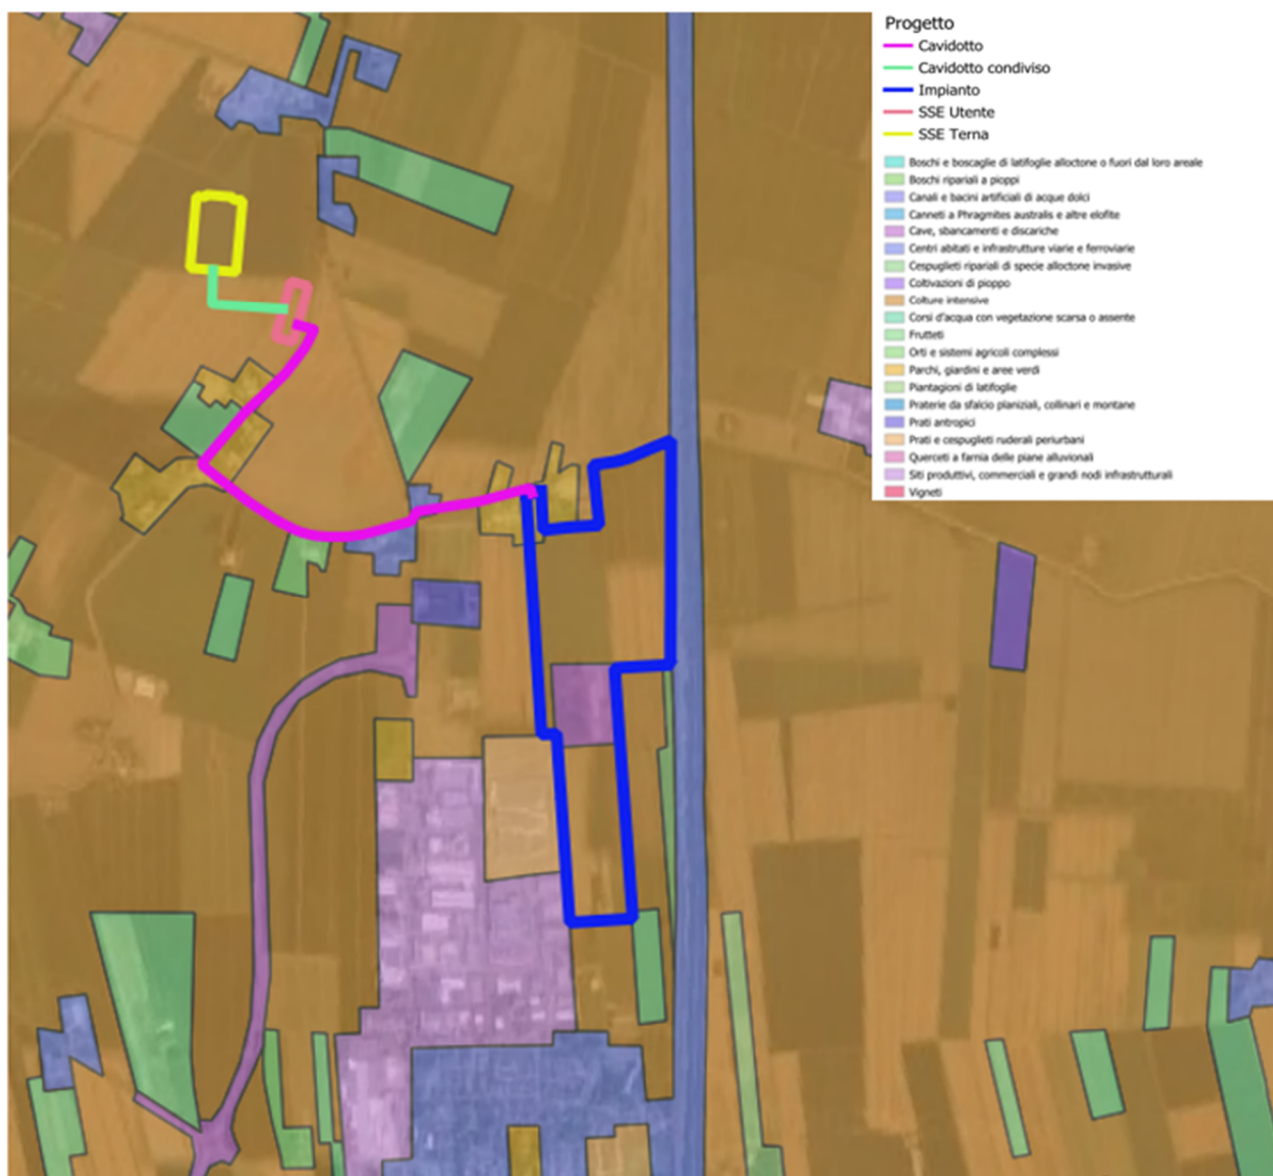 Progetto
Cavidotto
Cavidotto condiviso
Impianto
SSE Utente
SSE Terna
Boschi e boscaglie di latifoglie alloctone o fuori dal loro areale
Boschi ripariali a pioppi
Canali e bacini artificiali di acque dolci
Canneti a Phragmites australis e altre elofite
Cave, sbancamenti e discariche
Centri abitati e infrastrutture viarie e ferroviarie
Cespuglieti ripariali di specie alloctone invasive
Coltivazioni di pioppo
Colture intensive
Corsi d'acqua con vegetazione scarsa o assente
Frutteti
Orti e sistemi agricoli complessi
Parchi, giardini e aree verdi
Piantagioni di latifoglie
Praterie da sfalcio planiziali, collinari e montane
Prati antropici
Prati e cespuglieti ruderali periurbani
Querceti a farnia delle piane alluvionali
Siti produttivi, commerciali e grandi nodi infrastrutturali
Vigneti